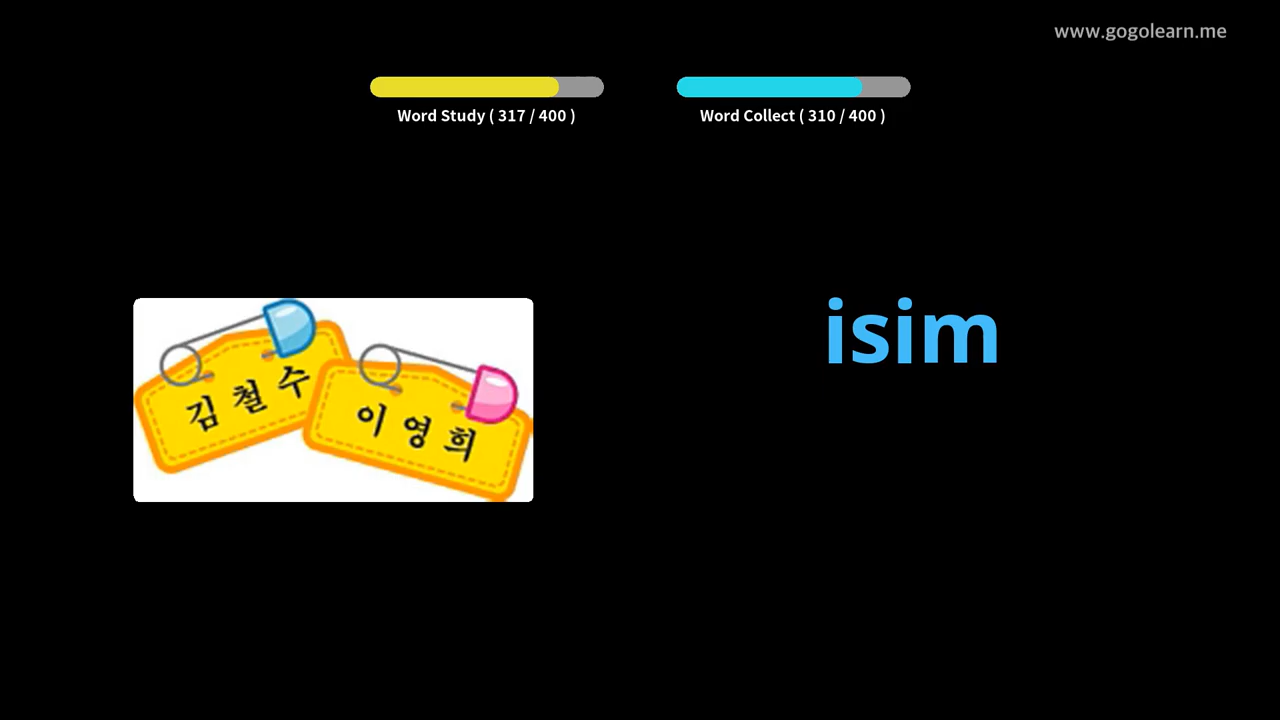 www.gogolearn.me
Word Study ( 317 / 400 )
Word Collect ( 310 / 400 )
isim
김철수
이영희